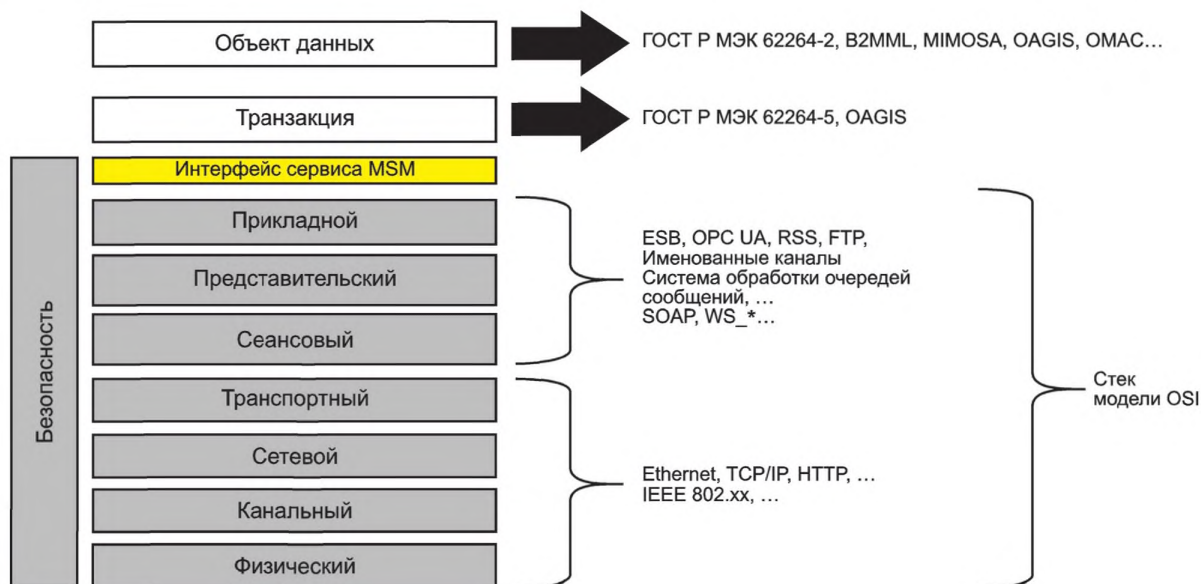 Объект данных
ГОСТ Р МЭК 62264-2, B2MML, MIMOSA, OAGIS, OMAC…
Транзакция
ГОСТ Р МЭК 62264-5, OAGIS
Интерфейс сервиса MSM
Прикладной
Представительский
Сеансовый
ESB, OPC UA, RSS, FTP,
Именованные каналы
Система обработки очередей
сообщений, …
SOAP, WS_*…
Транспортный
Сетевой
Канальный
Физический
Ethernet, TCP/IP, HTTP, …
IEEE 802.xx, …
Безопасность
Стек
модели OSI